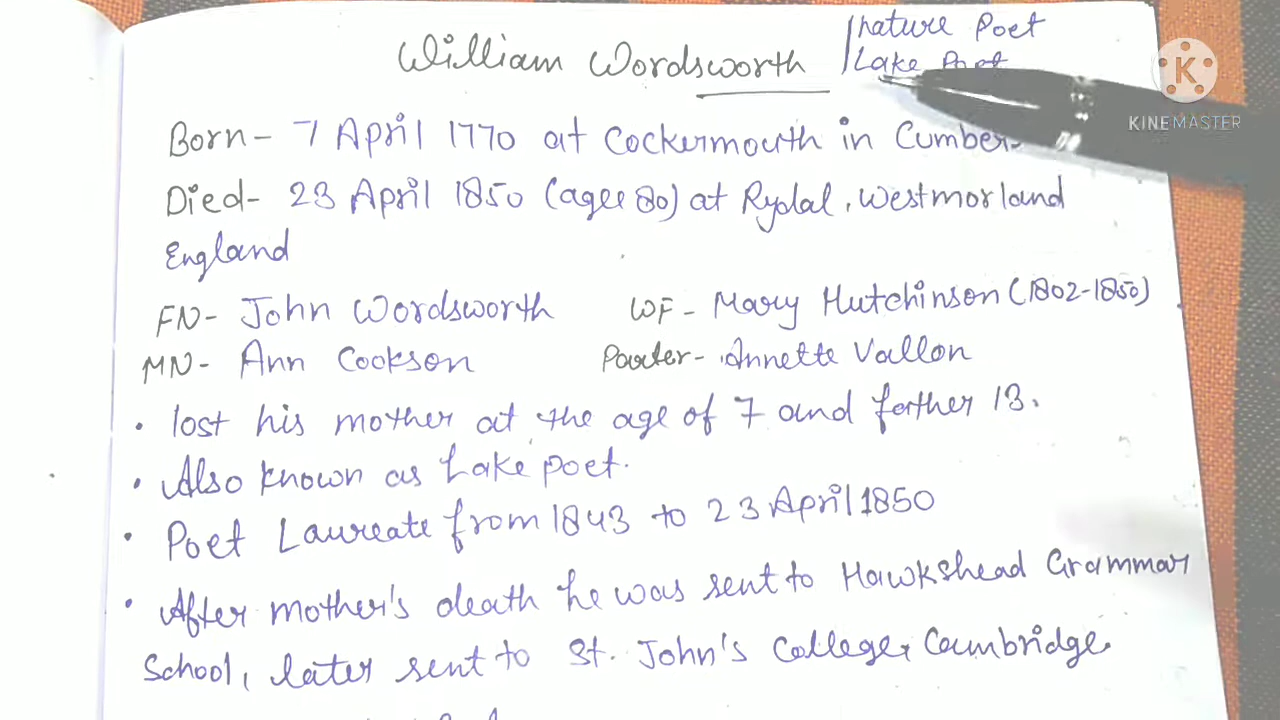 William Wordsworth
nature Poet
Lake Poet
Born- 7 April 1770 at Cockermouth in Cumber
Died- 23 April 1850 (agee 80) at Rydal, Westmorland
England
FN- John Wordsworth
WF- Mary Hutchinson (1802-1850)
MN- Ann Cookson
Annette Vallon
• lost his mother at the age of 7 and father 13.
• Also known as Lake poet.
• Poet Laureate from 1843 to 23 April 1850
• After mother's death he was sent to Hawkshead Grammar
School, later sent to St. John's College, Cambridge.
KINEMASTER